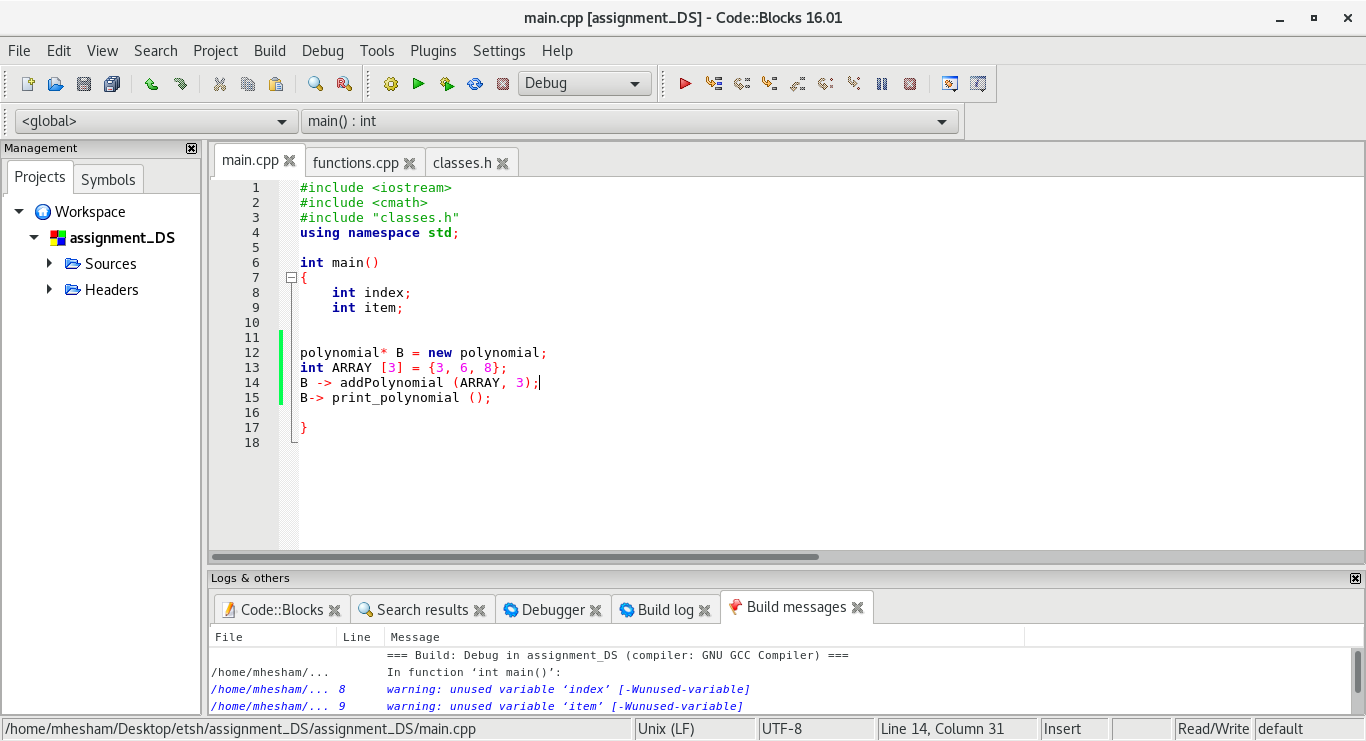 main.cpp [assignment_DS] - Code::Blocks 16.01
File Edit View Search Project Build Debug Tools Plugins Settings Help
Debug
<global> main() : int
Management
Projects Symbols
Workspace
assignment_DS
Sources
Headers
main.cpp functions.cpp classes.h
1 #include <iostream>
2 #include <cmath>
3 #include "classes.h"
4 using namespace std;
5
6 int main()
7 {
8 int index;
9 int item;
10
11
12 polynomial* B = new polynomial;
13 int ARRAY [3] = {3, 6, 8};
14 B -> addPolynomial (ARRAY, 3);
15 B-> print_polynomial ();
16
17 }
18
Logs & others
Code::Blocks Search results Debugger Build log Build messages
File Line Message
=== Build: Debug in assignment_DS (compiler: GNU GCC Compiler) ===
/home/mhesham/... In function ‘int main()’:
/home/mhesham/... 8 warning: unused variable ‘index’ [-Wunused-variable]
/home/mhesham/... 9 warning: unused variable ‘item’ [-Wunused-variable]
/home/mhesham/Desktop/etsh/assignment_DS/assignment_DS/main.cpp Unix (LF) UTF-8 Line 14, Column 31 Insert Read/Write default